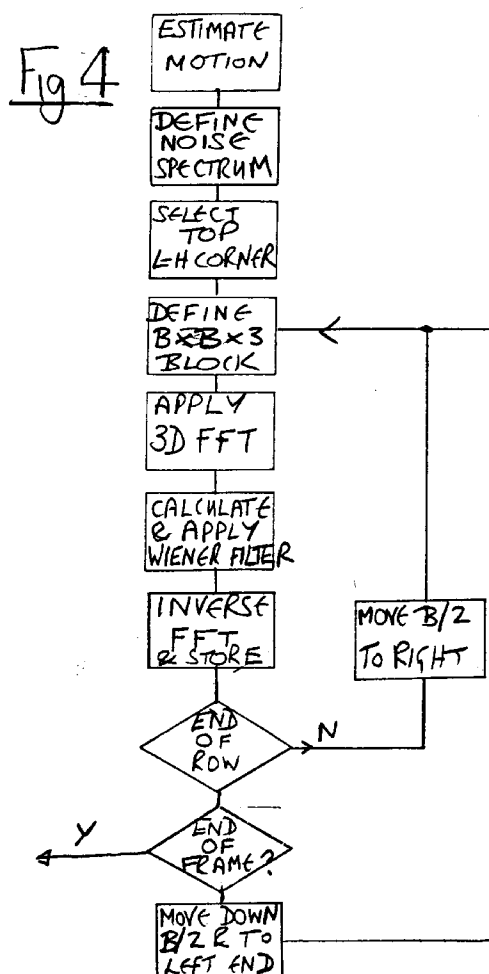 Fig 4
ESTIMATE
MOTION
DEFINE
NOISE
SPECTRUM
SELECT
TOP
L-H CORNER
DEFINE
B×B×3
BLOCK
APPLY
3D FFT
CALCULATE
& APPLY
WIENER FILTER
INVERSE
FFT
& STORE
MOVE B/2
TO RIGHT
END
OF
ROW
N
END
OF
FRAME?
Y
MOVE DOWN
B/2 & TO
LEFT END